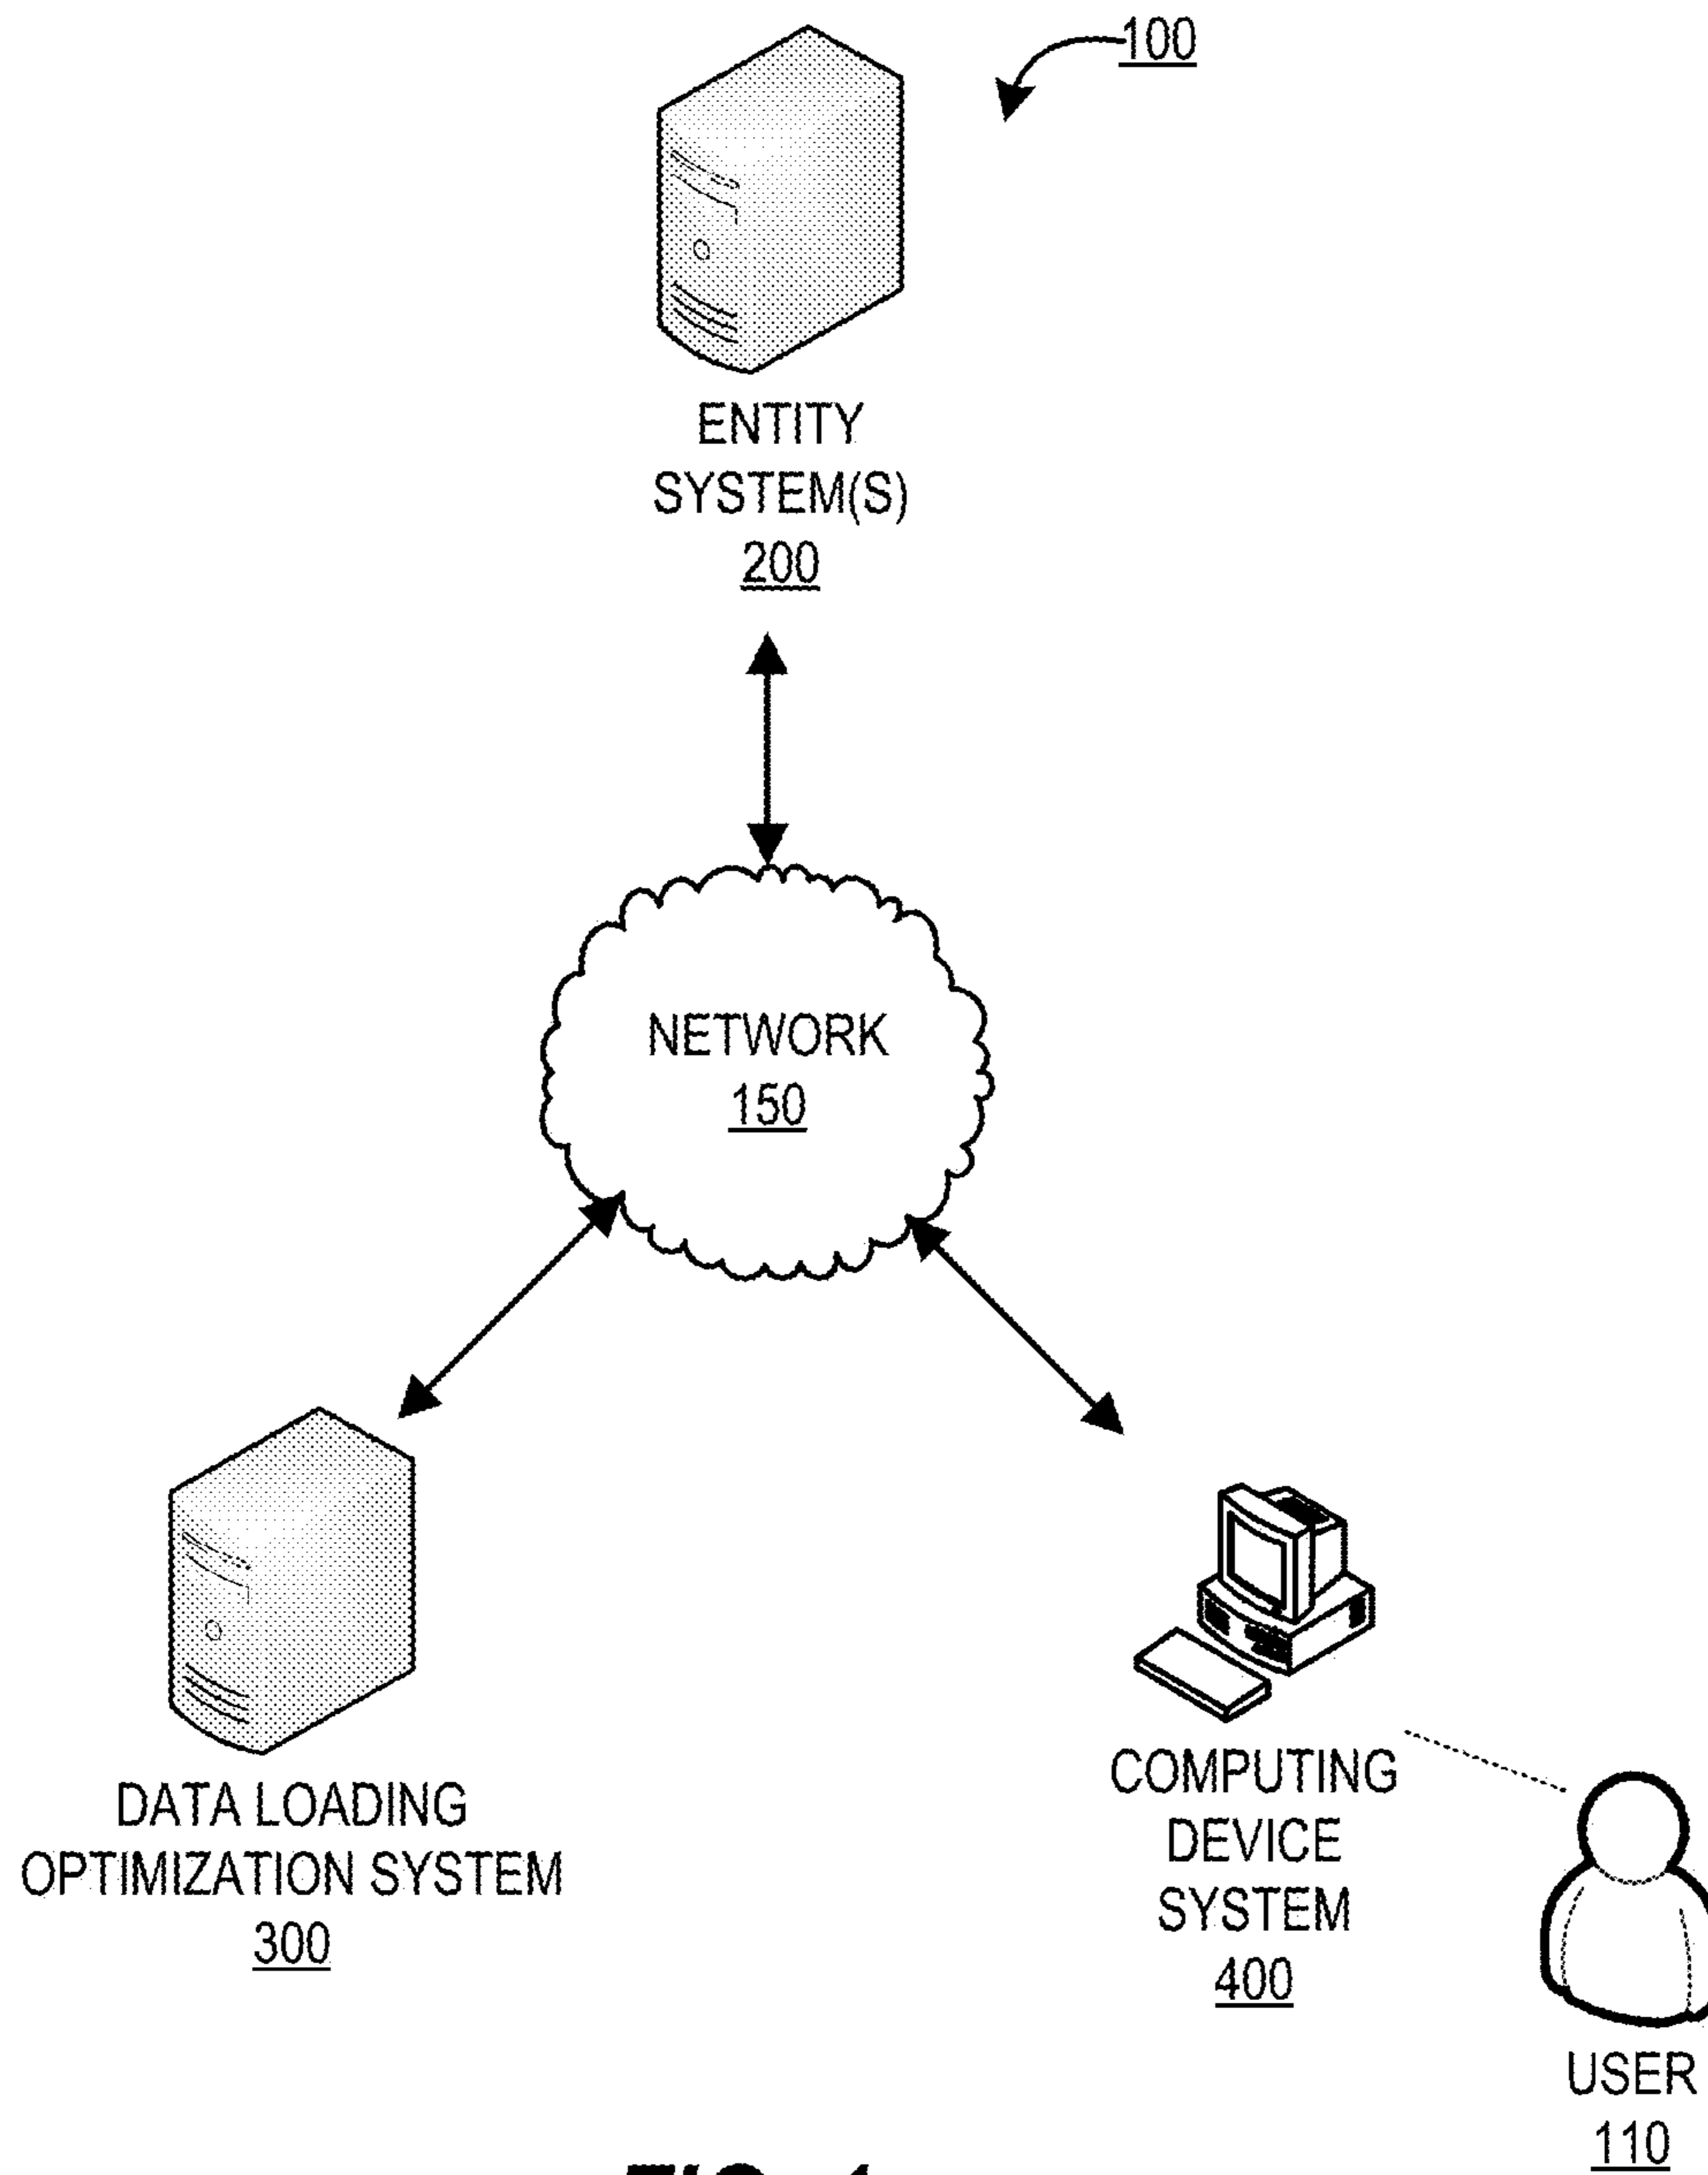 100
ENTITY
SYSTEM(S)
200
NETWORK
150
DATA LOADING
OPTIMIZATION SYSTEM
300
COMPUTING
DEVICE
SYSTEM
400
USER
110